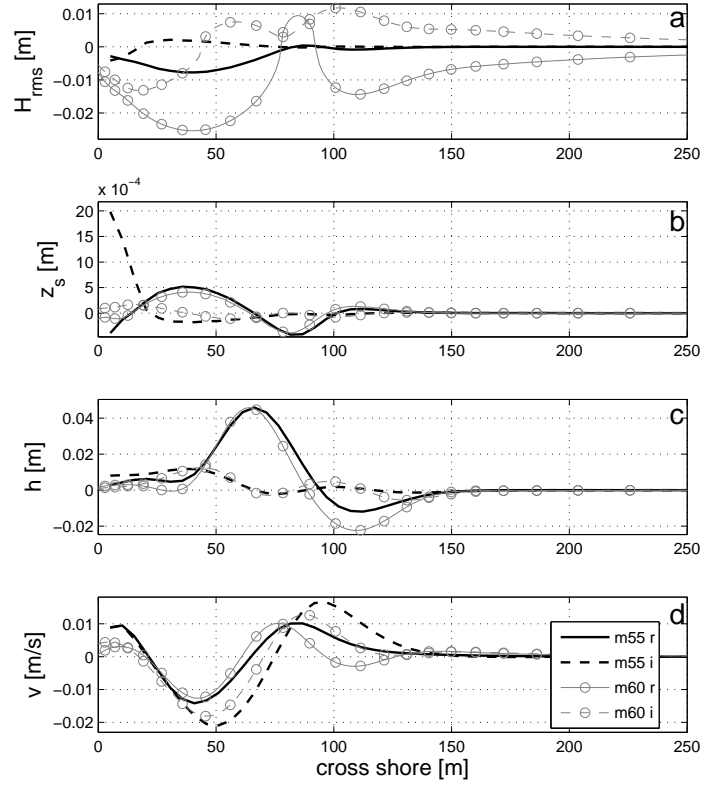 a
0.01
0
−0.01
−0.02
H_rms [m]
0 50 100 150 200 250
x 10^−4
b
20
15
10
5
0
z_s [m]
0 50 100 150 200 250
c
0.04
0.02
0
−0.02
h [m]
0 50 100 150 200 250
d
0.01
0
−0.01
−0.02
v [m/s]
m55 r
m55 i
m60 r
m60 i
0 50 100 150 200 250
cross shore [m]